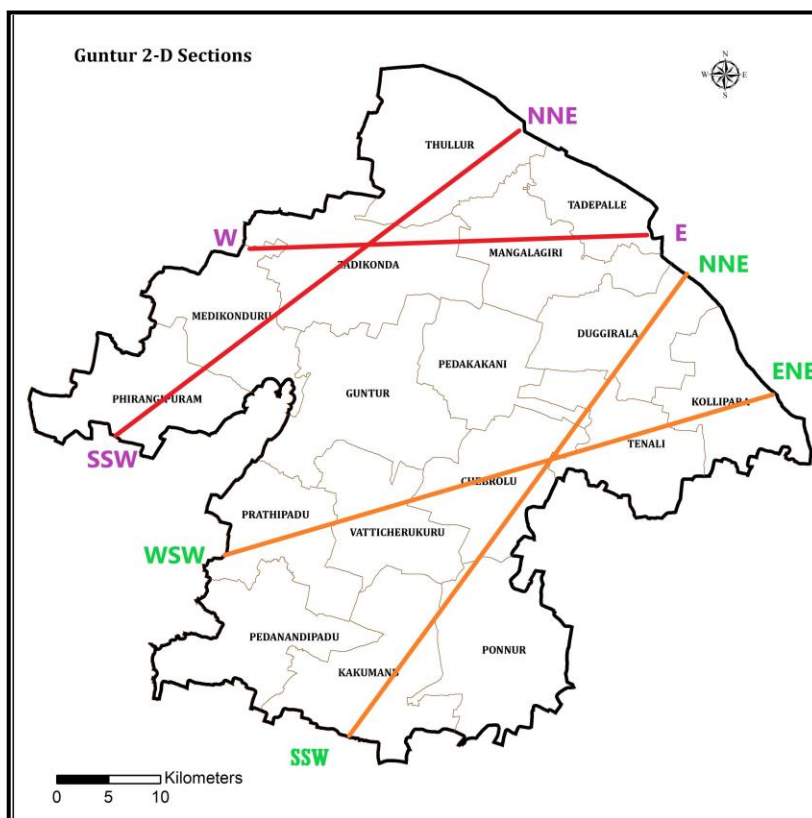 Guntur 2-D Sections
N
W E
S
NNE
THULLUR
TADEPALLE
W
E
MANGALAGIRI
TADIKONDA
NNE
MEDIKONDURU
DUGGIRALA
PEDAKAKANI
ENE
GUNTUR
PHIRANGIPURAM
KOLLIPARA
TENALI
SSW
CHEBROLU
PRATHIPADU
VATTICHERUKURU
WSW
PEDANANDIPADU
PONNUR
KAKUMANE
SSW
Kilometers
0 5 10